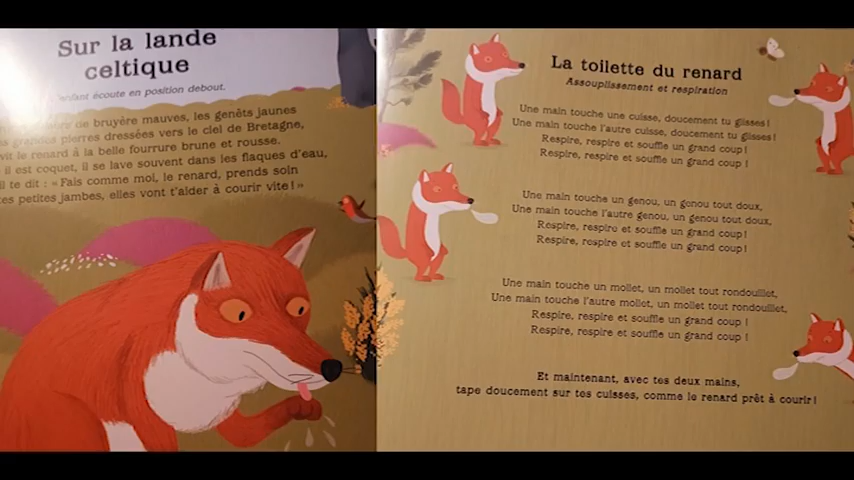 Sur la lande
celtique
l'enfant écoute en position debout.
de bruyère mauves, les genêts jaunes
grandes pierres dressées vers le ciel de Bretagne,
vit le renard à la belle fourrure brune et rousse.
il est coquet, il se lave souvent dans les flaques d'eau,
il te dit : « Fais comme moi, le renard, prends soin
tes petites jambes, elles vont t'aider à courir vite ! »
La toilette du renard
Assouplissement et respiration
Une main touche une cuisse, doucement tu glisses !
Une main touche l'autre cuisse, doucement tu glisses !
Respire, respire et souffle un grand coup !
Respire, respire et souffle un grand coup !
Une main touche un genou, un genou tout doux,
Une main touche l'autre genou, un genou tout doux,
Respire, respire et souffle un grand coup !
Respire, respire et souffle un grand coup !
Une main touche un mollet, un mollet tout rondouillet,
Une main touche l'autre mollet, un mollet tout rondouillet,
Respire, respire et souffle un grand coup !
Respire, respire et souffle un grand coup !
Et maintenant, avec tes deux mains,
tape doucement sur tes cuisses, comme le renard prêt à courir !